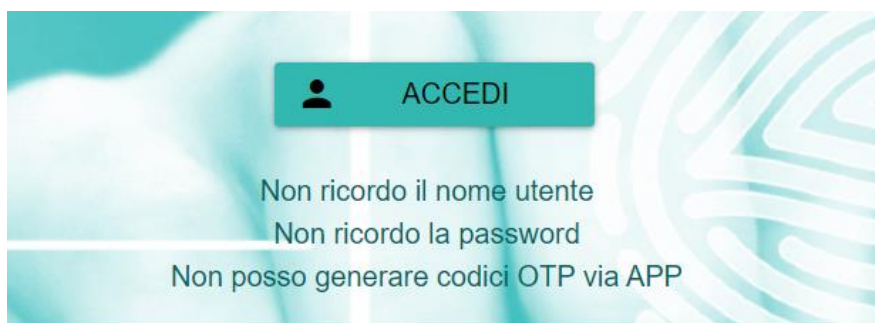 ACCEDI
Non ricordo il nome utente
Non ricordo la password
Non posso generare codici OTP via APP